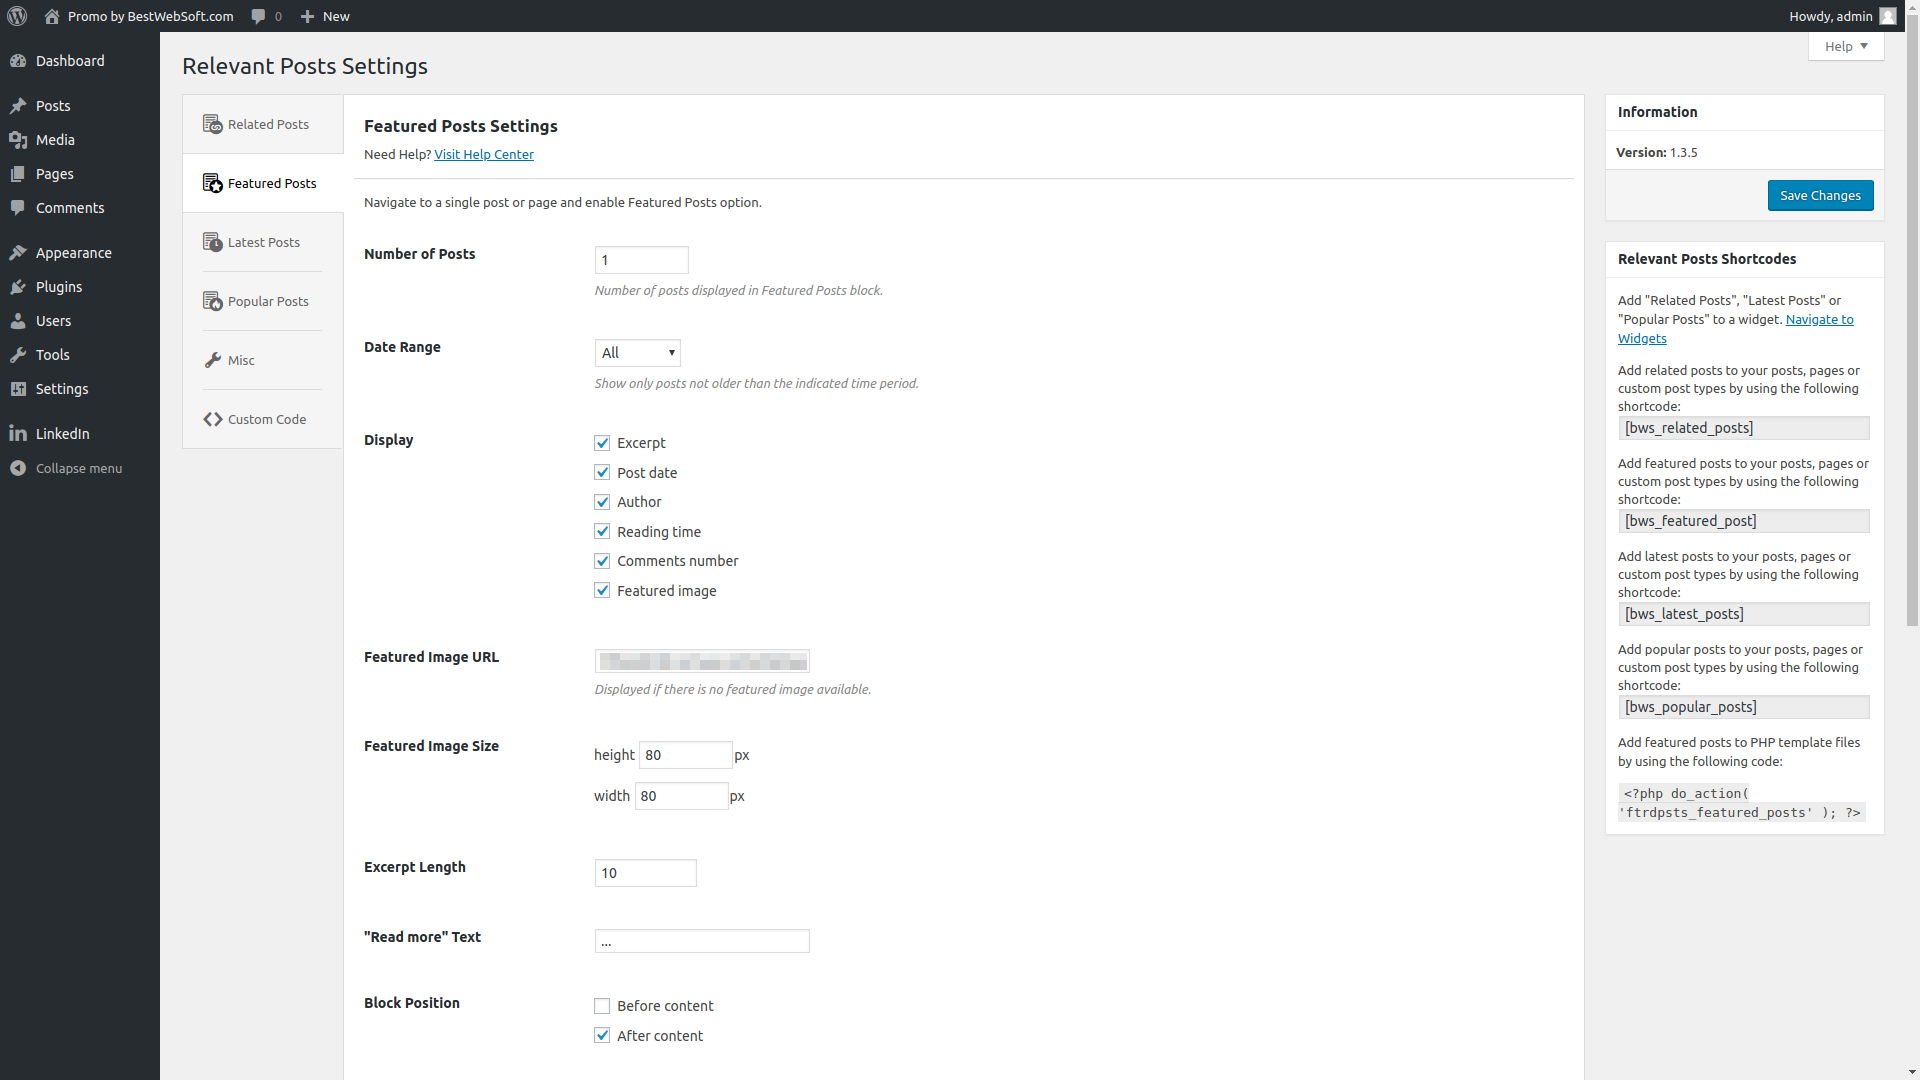 Promo by BestWebSoft.com
0
New
Howdy, admin
Help ▼
Dashboard
Posts
Media
Pages
Comments
Appearance
Plugins
Users
Tools
Settings
LinkedIn
Collapse menu
Relevant Posts Settings
Related Posts
Featured Posts
Latest Posts
Popular Posts
Misc
Custom Code
Featured Posts Settings
Need Help? Visit Help Center
Navigate to a single post or page and enable Featured Posts option.
Number of Posts
1
Number of posts displayed in Featured Posts block.
Date Range
All
Show only posts not older than the indicated time period.
Display
Excerpt
Post date
Author
Reading time
Comments number
Featured image
Featured Image URL
Displayed if there is no featured image available.
Featured Image Size
height 80 px
width 80 px
Excerpt Length
10
"Read more" Text
...
Block Position
Before content
After content
Information
Version: 1.3.5
Save Changes
Relevant Posts Shortcodes
Add "Related Posts", "Latest Posts" or
"Popular Posts" to a widget. Navigate to
Widgets
Add related posts to your posts, pages or
custom post types by using the following
shortcode:
[bws_related_posts]
Add featured posts to your posts, pages or
custom post types by using the following
shortcode:
[bws_featured_post]
Add latest posts to your posts, pages or
custom post types by using the following
shortcode:
[bws_latest_posts]
Add popular posts to your posts, pages or
custom post types by using the following
shortcode:
[bws_popular_posts]
Add featured posts to PHP template files
by using the following code:
<?php do_action(
'ftrdpsts_featured_posts' ); ?>